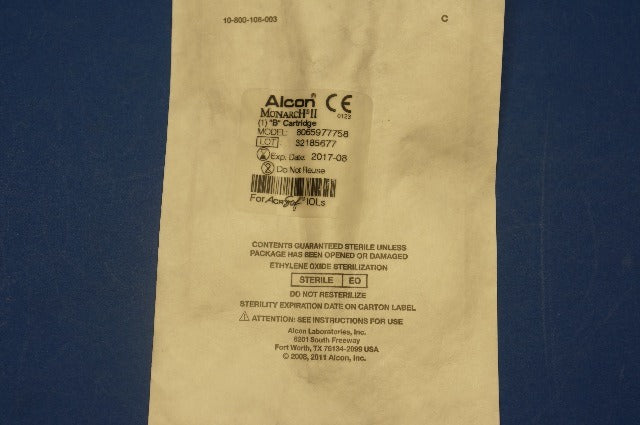 10-800-106-003 C
Alcon® CE
MONARCH® II 0123
(1) "B" Cartridge
MODEL: 8065977758
LOT: 32185677
Exp. Date: 2017-08
Do Not Reuse
For AcrySof® IOLs
CONTENTS GUARANTEED STERILE UNLESS
PACKAGE HAS BEEN OPENED OR DAMAGED
ETHYLENE OXIDE STERILIZATION
STERILE EO
DO NOT RESTERILIZE
STERILITY EXPIRATION DATE ON CARTON LABEL
ATTENTION: SEE INSTRUCTIONS FOR USE
Alcon Laboratories, Inc.
6201 South Freeway
Fort Worth, TX 76134-2099 USA
© 2008, 2011 Alcon, Inc.